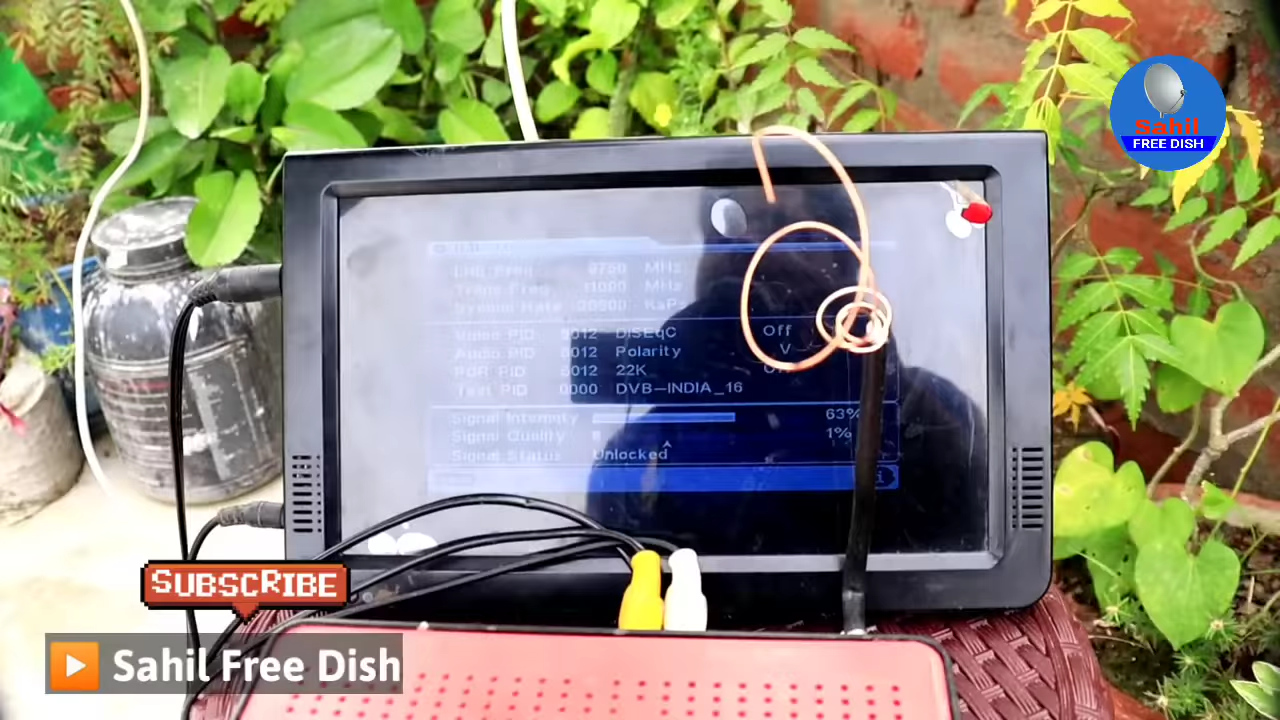 Sahil
FREE DISH
LNB Freq 9750 MHz
Trans Freq 11090 MHz
Video PID 8012 DiSEqC Off
Audio PID 8012 Polarity V
PCR PID 8012 22K
Text PID 0000 DVB-INDIA_16
Signal Intensity 63%
Signal Quality 1%
Signal Status Unlocked
SUBSCRIBE
Sahil Free Dish